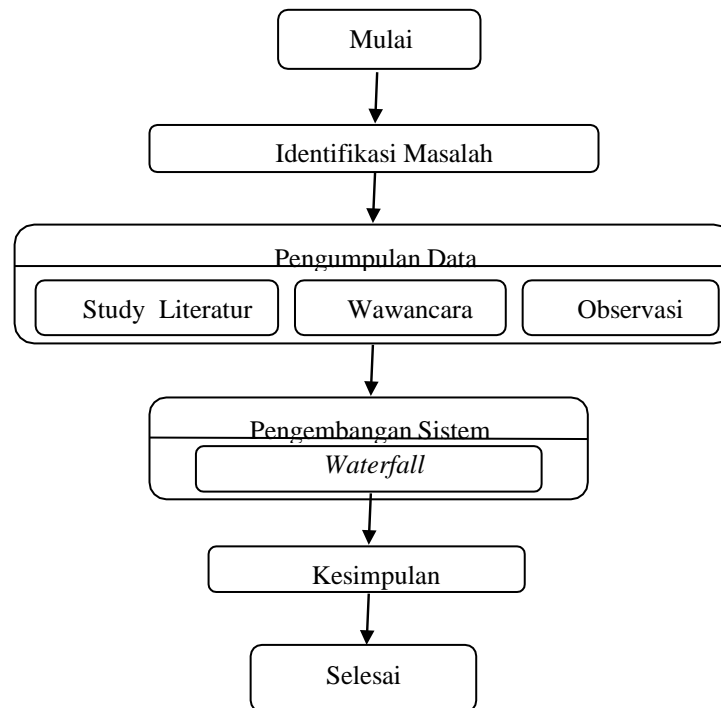 Mulai
Identifikasi Masalah
Pengumpulan Data
Study Literatur
Wawancara
Observasi
Pengembangan Sistem
Waterfall
Kesimpulan
Selesai